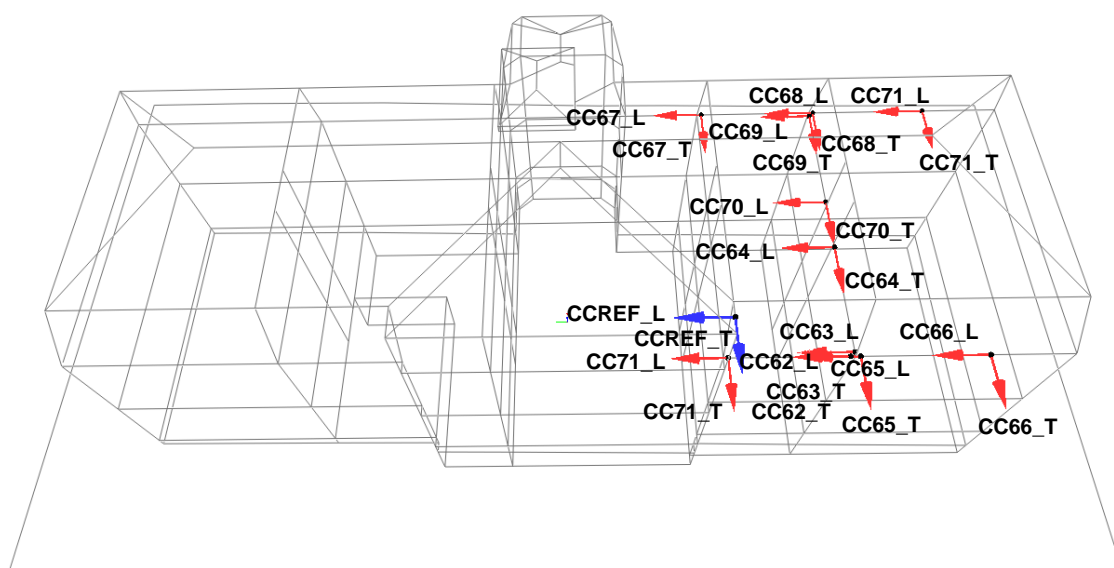 CC68_L
CC71_L
CC67_L
CC69_L
CC67_T
CC68_T
CC69_T
CC71_T
CC70_L
CC70_T
CC64_L
CC64_T
CCREF_L
CCREF_T
CC63_L
CC66_L
CC71_L
CC62_L
CC65_L
CC63_T
CC71_T
CC62_T
CC65_T
CC66_T